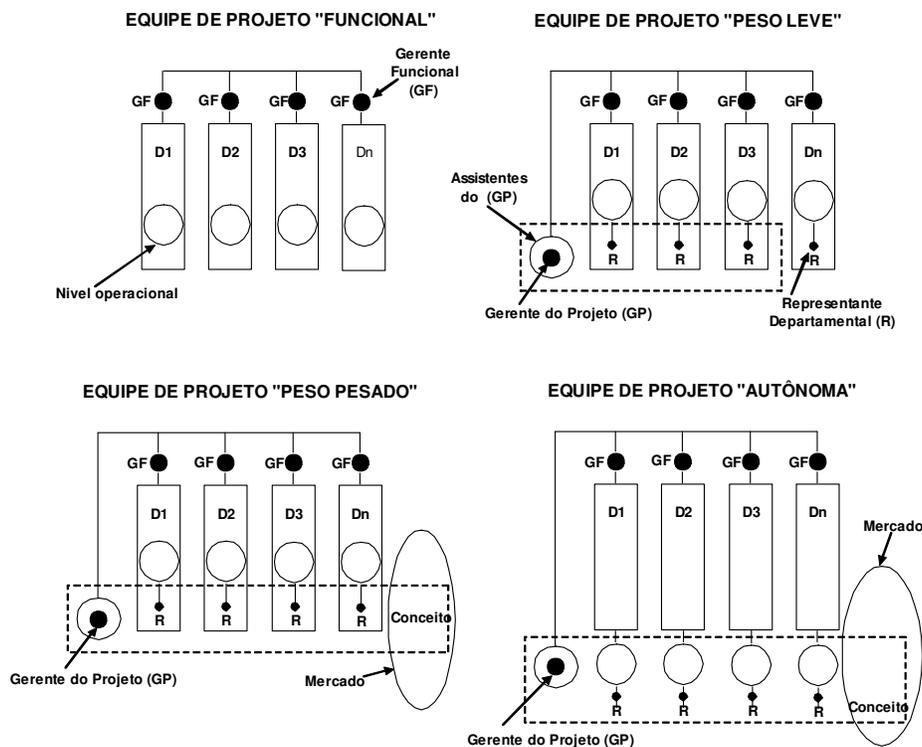 EQUIPE DE PROJETO "FUNCIONAL"
Gerente
Funcional
(GF)
GF GF GF GF
D1 D2 D3 Dn
Nivel operacional
EQUIPE DE PROJETO "PESO LEVE"
GF GF GF GF
D1 D2 D3 Dn
Assistentes
do (GP)
R R R R
Gerente do Projeto (GP)
Representante
Departamental (R)
EQUIPE DE PROJETO "PESO PESADO"
GF GF GF GF
D1 D2 D3 Dn
R R R R
Conceito
Gerente do Projeto (GP)
Mercado
EQUIPE DE PROJETO "AUTÔNOMA"
GF GF GF GF
D1 D2 D3 Dn
Mercado
R R R R
Conceito
Gerente do Projeto (GP)